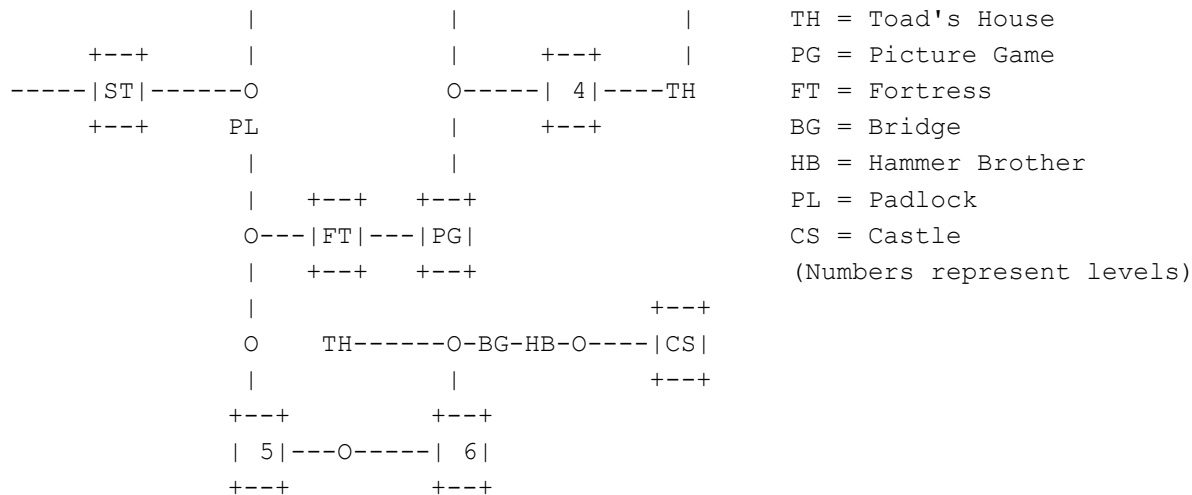 |                    |                      |         TH = Toad's House
+--+         |                    |        +--+          |         PG = Picture Game
-----|ST|------O                   O-----| 4|----TH         FT = Fortress
+--+      PL                    |        +--+                    BG = Bridge
|                    |                                HB = Hammer Brother
|     +--+     +--+                              PL = Padlock
O---|FT|---|PG|                              CS = Castle
|     +--+     +--+                              (Numbers represent levels)
|                                        +--+
O      TH------O-BG-HB-O----|CS|
|                    |                   +--+
+--+                +--+
| 5|---O-----| 6|
+--+                +--+